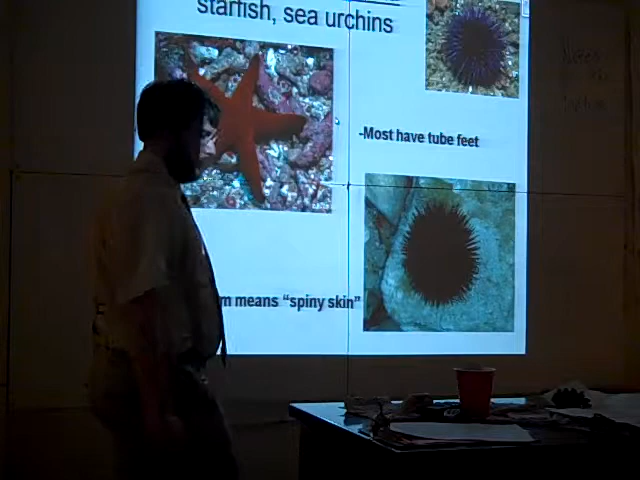 starfish, sea urchins
-Most have tube feet
m means “spiny skin”